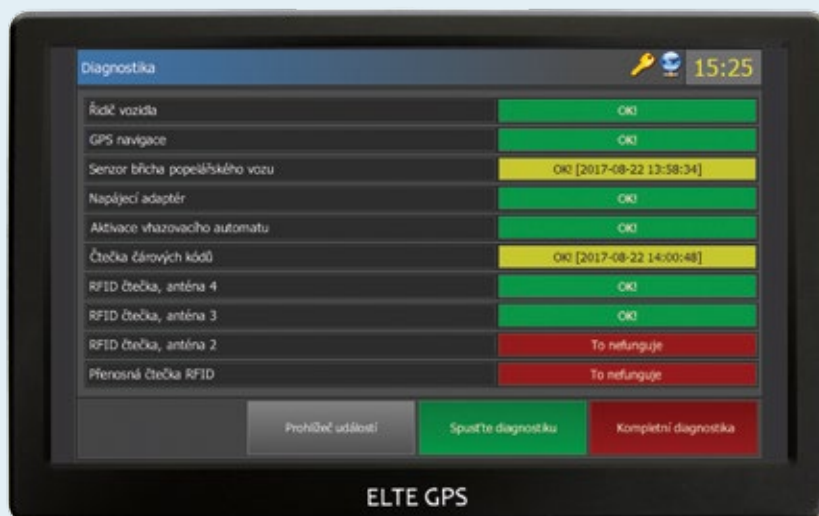 Diagnostika 15:25
Řidič vozidla OK!
GPS navigace OK!
Senzor břicha popelářského vozu OK! [2017-08-22 13:58:34]
Napájecí adaptér OK!
Aktivace vhazovacího automatu OK!
Čtečka čárových kódů OK! [2017-08-22 14:00:48]
RFID čtečka, anténa 4 OK!
RFID čtečka, anténa 3 OK!
RFID čtečka, anténa 2 To nefunguje
Přenosná čtečka RFID To nefunguje
Prohlížeč událostí Spusťte diagnostiku Kompletní diagnostika
ELTE GPS